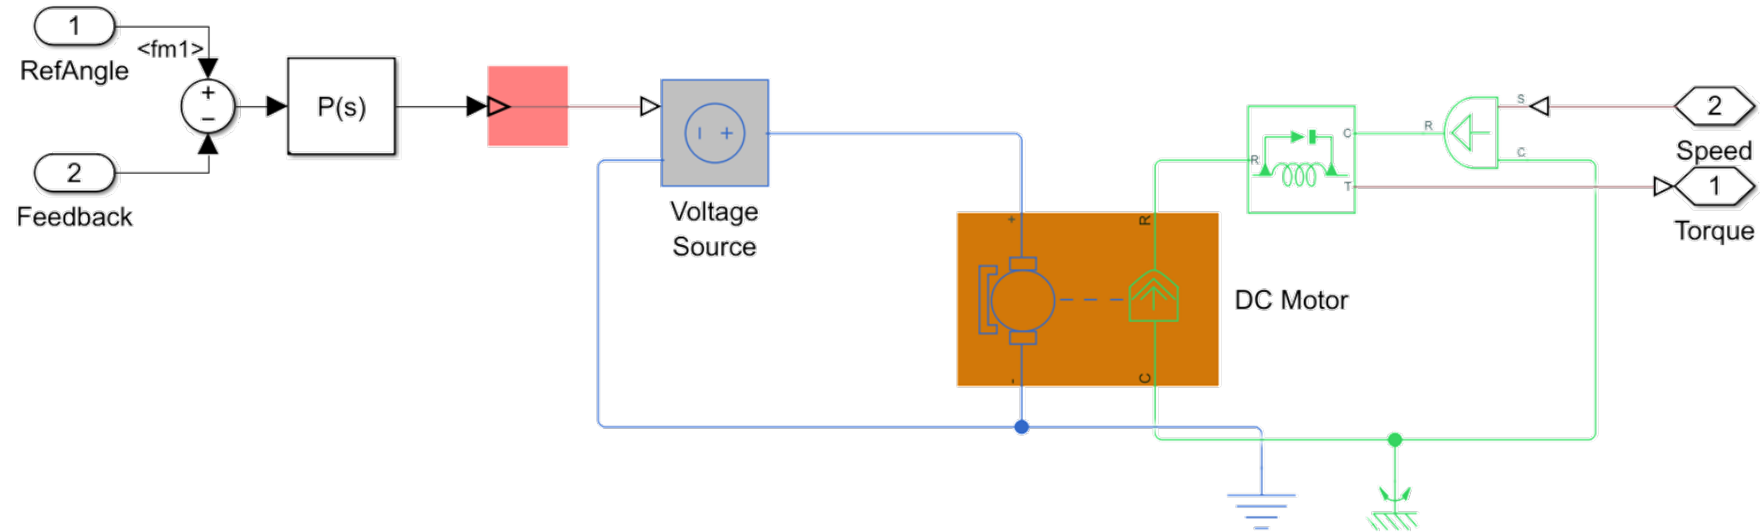 1
<fm1>
RefAngle
+
−
P(s)
2
Feedback
Voltage
Source
+
-
R
C
DC Motor
R
C
T
R
S
C
2
Speed
1
Torque